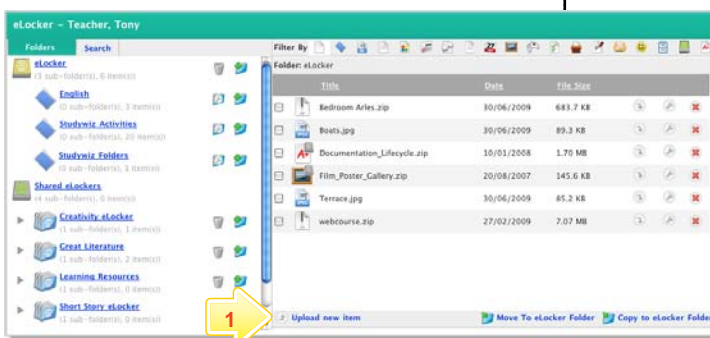 eLocker - Teacher, Tony
Folders Search
eLocker
(3 sub-folder(s), 6 item(s))
English
(0 sub-folder(s), 3 item(s))
Studywiz Activities
(0 sub-folder(s), 20 item(s))
Studywiz Folders
(0 sub-folder(s), 1 item(s))
Shared eLockers
(4 sub-folder(s), 0 item(s))
Creativity eLocker
(1 sub-folder(s), 1 item(s))
Great Literature
(1 sub-folder(s), 2 item(s))
Learning Resources
(1 sub-folder(s), 0 item(s))
Short Story eLocker
(1 sub-folder(s), 0 item(s))
1
Filter By
Folder: eLocker
Title Date File Size
Bedroom Arles.zip 30/06/2009 683.7 KB
Boats.jpg 30/06/2009 89.3 KB
Documentation_Lifecycle.zip 10/01/2008 1.70 MB
Film_Poster_Gallery.zip 20/08/2007 145.6 KB
Terrace.jpg 30/06/2009 85.2 KB
webcourse.zip 27/02/2009 7.07 MB
Upload new item Move To eLocker Folder Copy to eLocker Folde